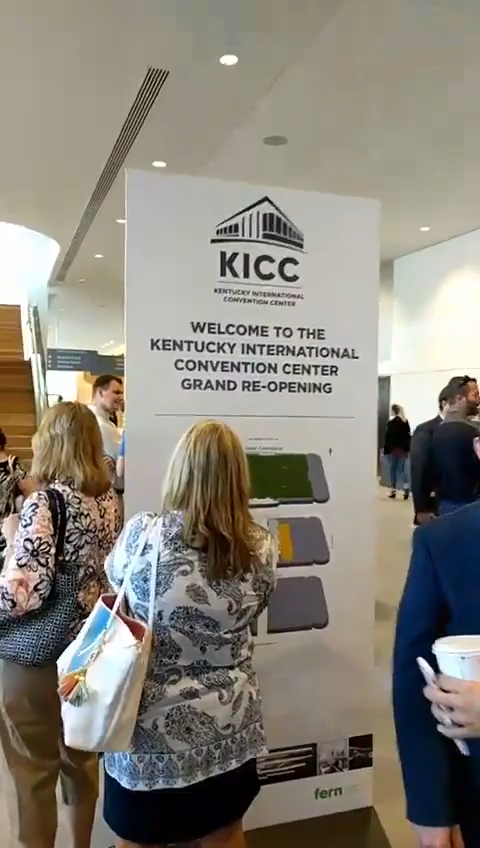 KICC
KENTUCKY INTERNATIONAL
CONVENTION CENTER
WELCOME TO THE
KENTUCKY INTERNATIONAL
CONVENTION CENTER
GRAND RE-OPENING
fern